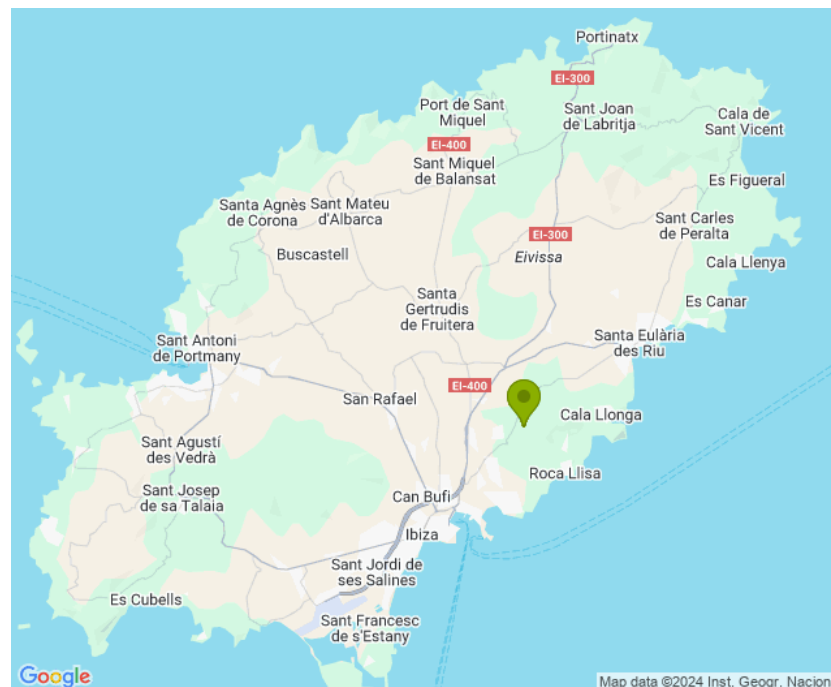 Portinatx
EI-300
Port de Sant
Miquel
Sant Joan
de Labritja
Cala de
Sant Vicent
EI-400
Sant Miquel
de Balansat
Es Figueral
Santa Agnès
de Corona
Sant Mateu
d'Albarca
Sant Carles
de Peralta
EI-300
Buscastell
Eivissa
Cala Llenya
Santa
Gertrudis
de Fruitera
Es Canar
Sant Antoni
de Portmany
Santa Eulària
des Riu
EI-400
San Rafael
Cala Llonga
Sant Agustí
des Vedrà
Roca Llisa
Sant Josep
de sa Talaia
Can Bufi
Ibiza
Sant Jordi de
ses Salines
Es Cubells
Sant Francesc
de s'Estany
Google
Map data ©2024 Inst. Geogr. Nacion